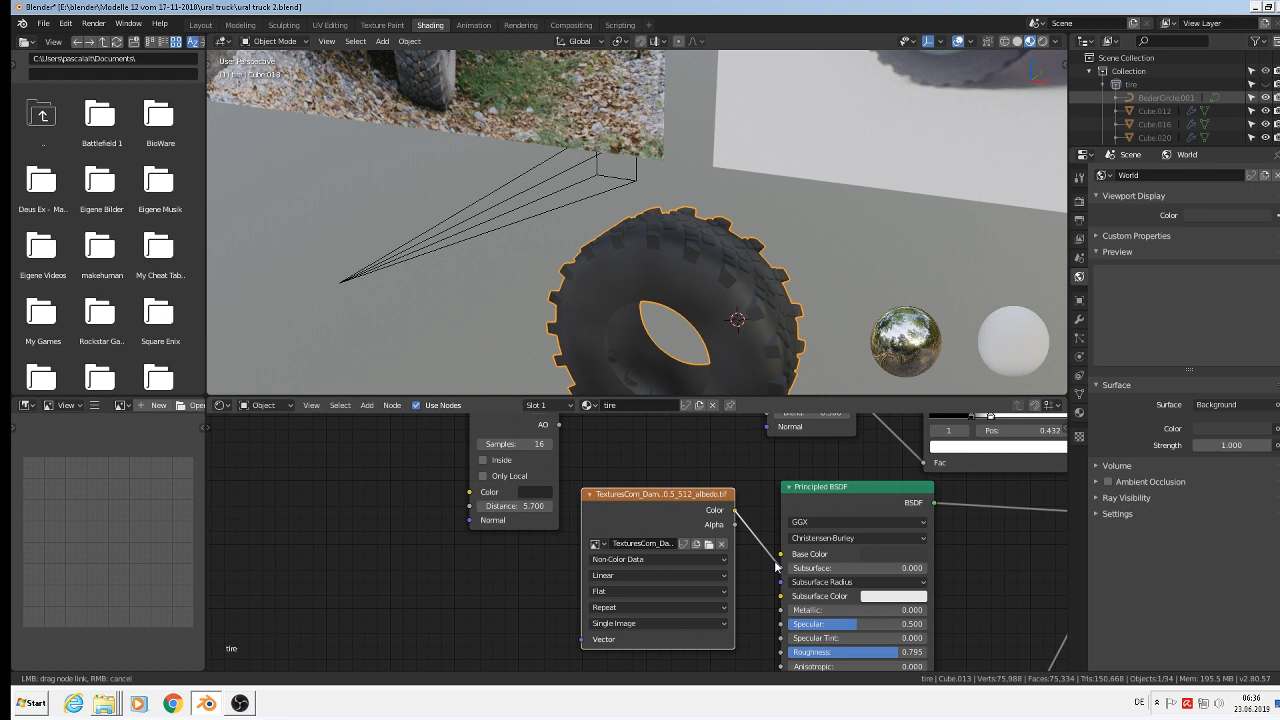 Blender* [E:\blender\Modelle 12 vom 17-11-2018\ural truck\ural truck 2.blend]
File Edit Render Window Help Layout Modeling Sculpting UV Editing Texture Paint Shading Animation Rendering Compositing Scripting Scene View Layer
View Object Mode View Select Add Object Global
C:\Users\pascalalt\Documents\
User Perspective
(1) tire | Cube.013
Scene Collection
Collection
tire
BezierCircle.001
Cube.012
Cube.016
Cube.020
.. Battlefield 1 BioWare
Deus Ex - Ma... Eigene Bilder Eigene Musik
Eigene Videos makehuman My Cheat Tab...
My Games Rockstar Ga... Square Enix
Scene World
World
Viewport Display
Color
Custom Properties
Preview
Surface
Surface: Background
Color
Strength: 1.000
Volume
Ambient Occlusion
Ray Visibility
Settings
View New Open
Object View Select Add Node Use Nodes Slot 1 tire
AO
Samples: 16
Inside
Only Local
Color
Distance: 5.700
Normal
TexturesCom_Dam...0.5_512_albedo.tif
Color
Alpha
TexturesCom_Da...
Non-Color Data
Linear
Flat
Repeat
Single Image
Vector
Normal
1 Pos: 0.432
Fac
Principled BSDF
BSDF
GGX
Christensen-Burley
Base Color
Subsurface: 0.000
Subsurface Radius
Subsurface Color
Metallic: 0.000
Specular: 0.500
Specular Tint: 0.000
Roughness: 0.795
Anisotropic: 0.000
tire
LMB: drag node link, RMB: cancel
tire | Cube.013 | Verts:75,988 | Faces:75,334 | Tris:150,668 | Objects:1/34 | Mem: 195.5 MB | v2.80.57
Start DE 06:36
23.06.2019